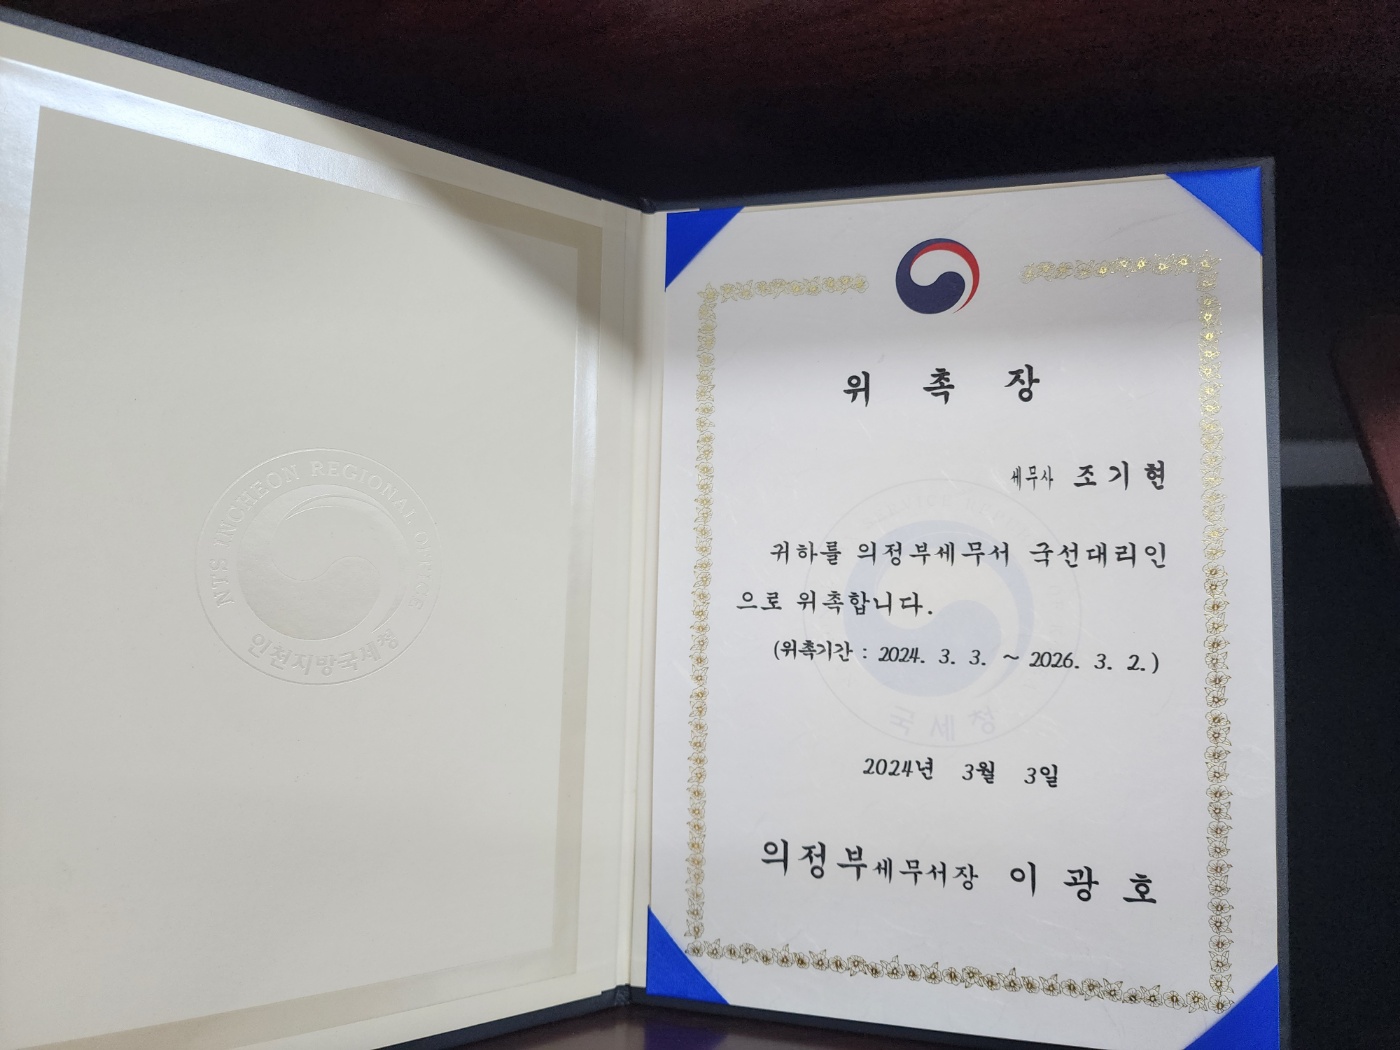 NTS INCHEON REGIONAL OFFICE
인천지방국세청
위촉장
세무사 조기현
귀하를 의정부세무서 국선대리인
으로 위촉합니다.
(위촉기간 : 2024. 3. 3. ~ 2026. 3. 2.)
국세청
2024년 3월 3일
의정부세무서장 이광호